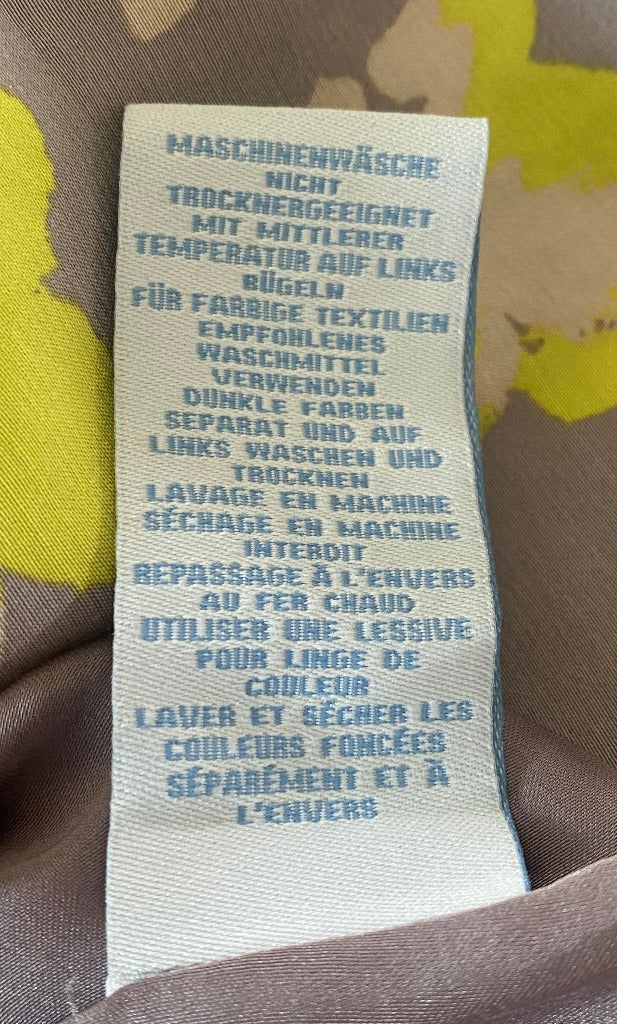 MASCHINENWÄSCHE
NICHT
TROCKNERGEEIGNET
MIT MITTLERER
TEMPERATUR AUF LINKS
BÜGELN
FÜR FARBIGE TEXTILIEN
EMPFOHLENES
WASCHMITTEL
VERWENDEN
DUNKLE FARBEN
SEPARAT UND AUF
LINKS WASCHEN UND
TROCKNEN
LAVAGE EN MACHINE
SÉCHAGE EN MACHINE
INTERDIT
REPASSAGE À L'ENVERS
AU FER CHAUD
UTILISER UNE LESSIVE
POUR LINGE DE
COULEUR
LAVER ET SÉCHER LES
COULEURS FONCÉES
SÉPARÉMENT ET À
L'ENVERS